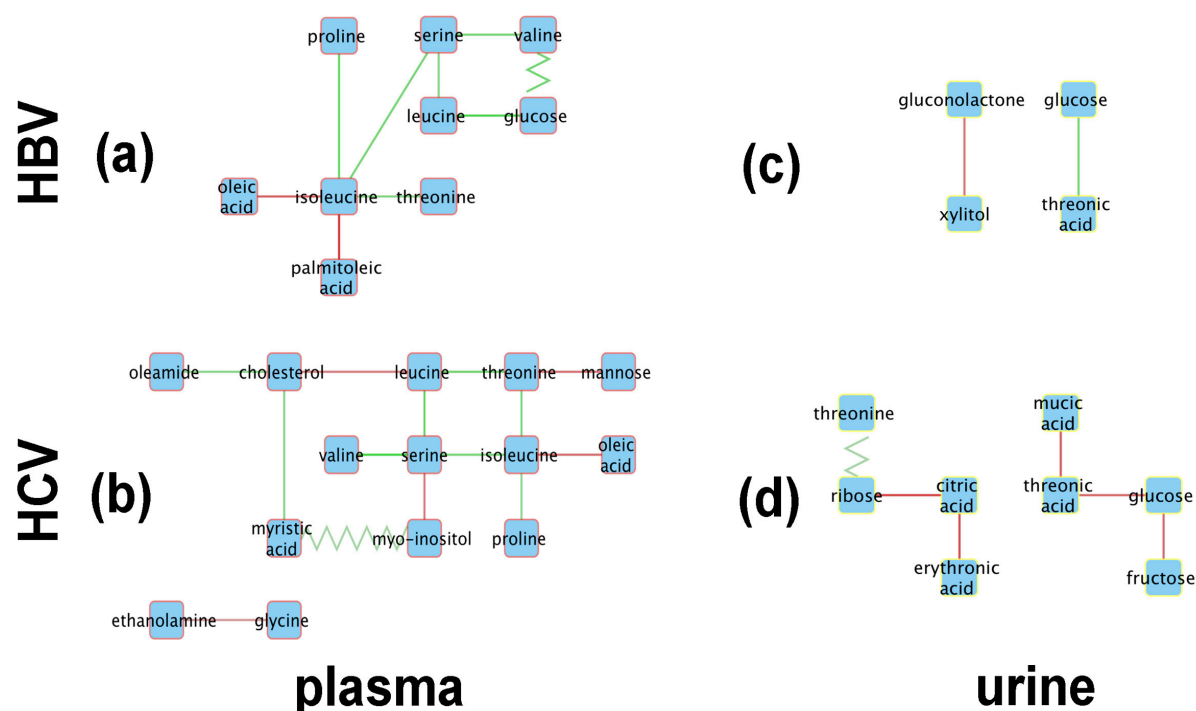 HBV
(a)
proline
serine
valine
leucine
glucose
oleic
acid
isoleucine
threonine
palmitoleic
acid
(c)
gluconolactone
glucose
xylitol
threonic
acid
HCV
(b)
oleamide
cholesterol
leucine
threonine
mannose
valine
serine
isoleucine
oleic
acid
myristic
acid
myo-inositol
proline
ethanolamine
glycine
(d)
threonine
mucic
acid
ribose
citric
acid
threonic
acid
glucose
erythronic
acid
fructose
plasma
urine